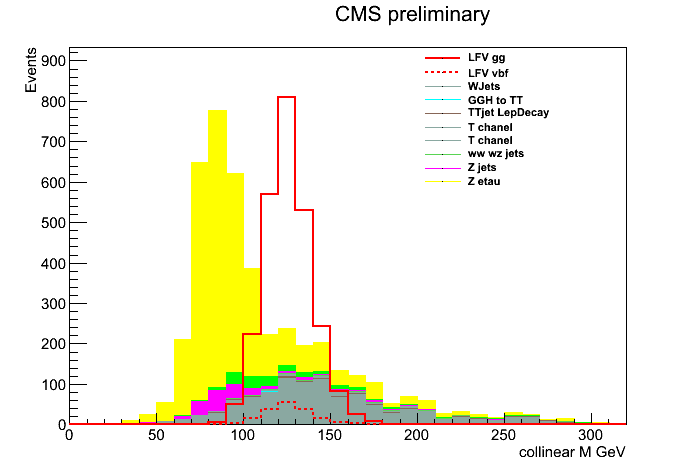 CMS preliminary
Events
900
800
700
600
500
400
300
200
100
0
LFV gg
LFV vbf
WJets
GGH to TT
TTjet LepDecay
T chanel
T chanel
ww wz jets
Z jets
Z etau
0 50 100 150 200 250 300
collinear M GeV